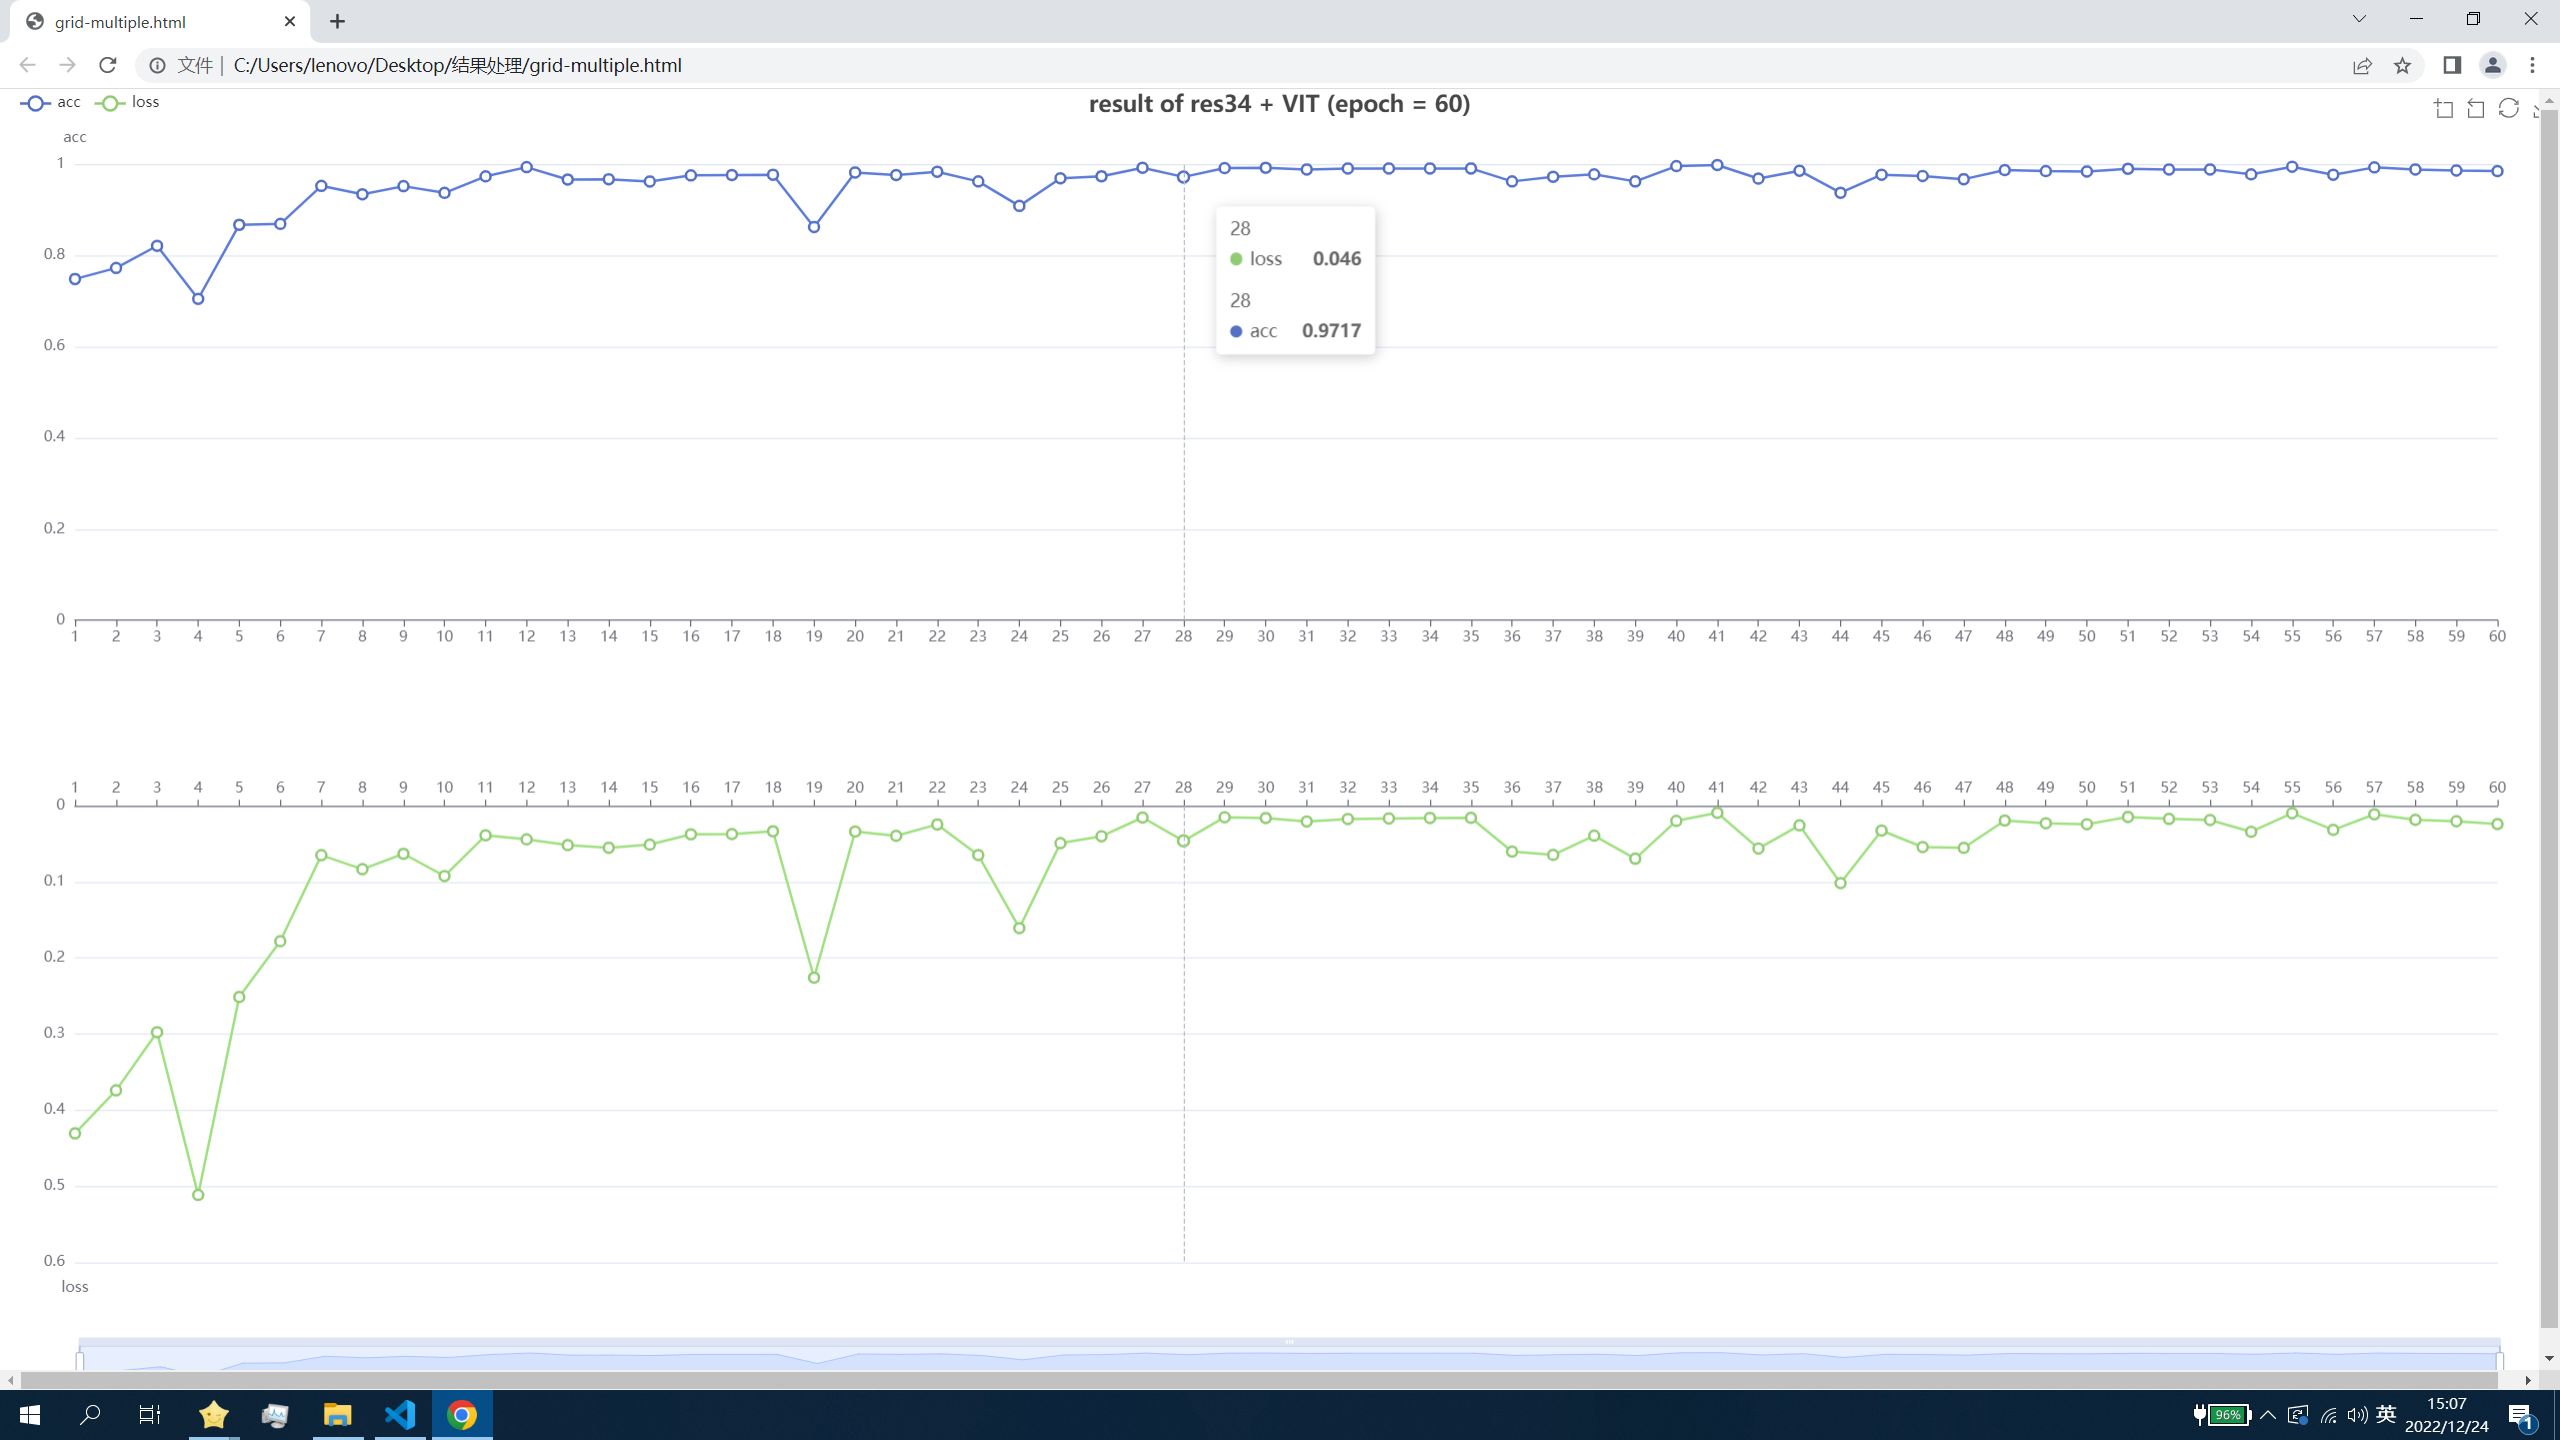 grid-multiple.html
文件 | C:/Users/lenovo/Desktop/结果处理/grid-multiple.html
acc loss
result of res34 + VIT (epoch = 60)
acc
1
0.8
0.6
0.4
0.2
0
28
loss 0.046
28
acc 0.9717
1 2 3 4 5 6 7 8 9 10 11 12 13 14 15 16 17 18 19 20 21 22 23 24 25 26 27 28 29 30 31 32 33 34 35 36 37 38 39 40 41 42 43 44 45 46 47 48 49 50 51 52 53 54 55 56 57 58 59 60
1 2 3 4 5 6 7 8 9 10 11 12 13 14 15 16 17 18 19 20 21 22 23 24 25 26 27 28 29 30 31 32 33 34 35 36 37 38 39 40 41 42 43 44 45 46 47 48 49 50 51 52 53 54 55 56 57 58 59 60
0
0.1
0.2
0.3
0.4
0.5
0.6
loss
96% 英 15:07
2022/12/24
1